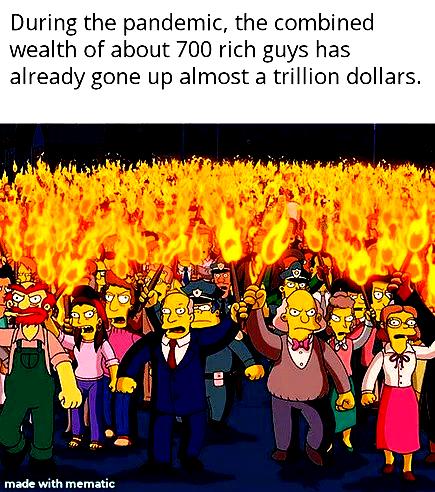 During the pandemic, the combined
wealth of about 700 rich guys has
already gone up almost a trillion dollars.
made with mematic